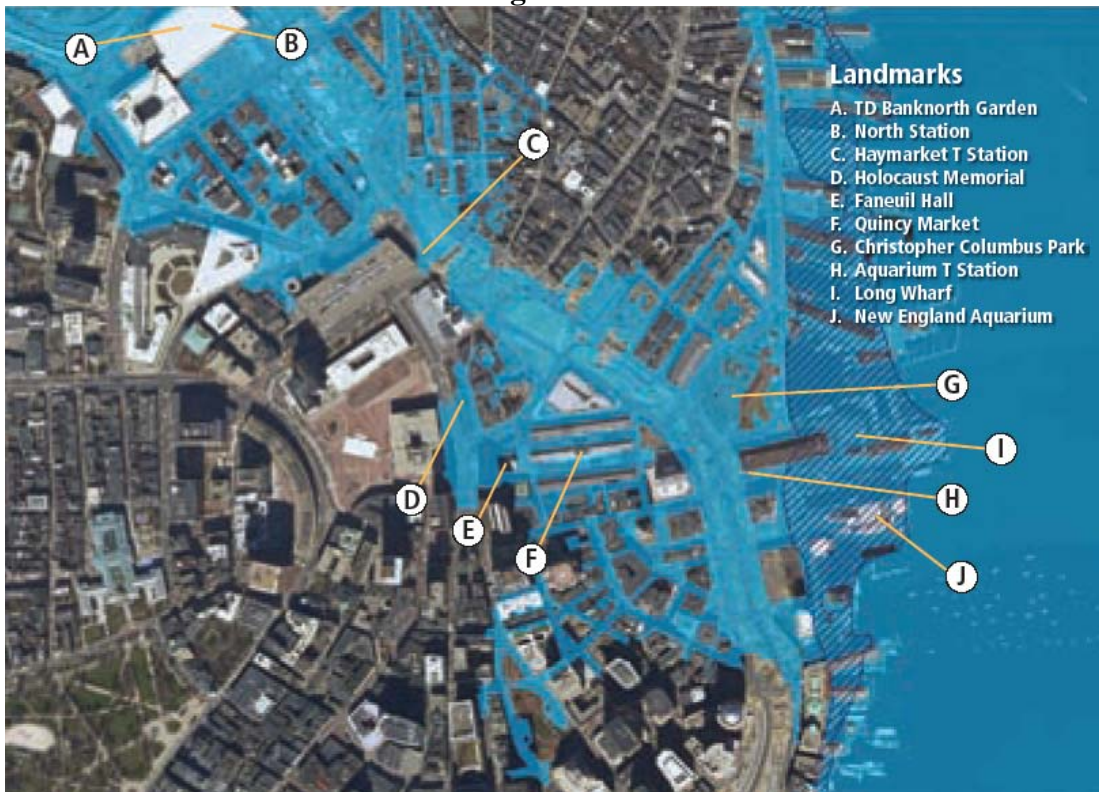 A
B
C
Landmarks
A. TD Banknorth Garden
B. North Station
C. Haymarket T Station
D. Holocaust Memorial
E. Faneuil Hall
F. Quincy Market
G. Christopher Columbus Park
H. Aquarium T Station
I. Long Wharf
J. New England Aquarium
G
I
D
H
E
F
J